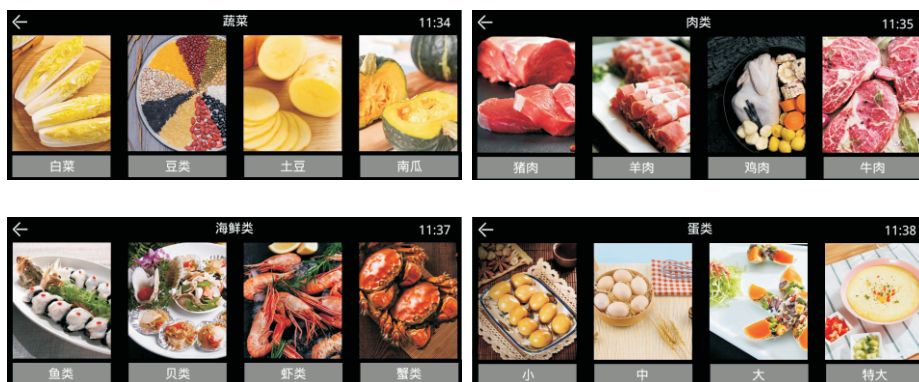 蔬菜 11:34
白菜 豆类 土豆 南瓜
肉类 11:35
猪肉 羊肉 鸡肉 牛肉
海鲜类 11:37
鱼类 贝类 虾类 蟹类
蛋类 11:38
小 中 大 特大